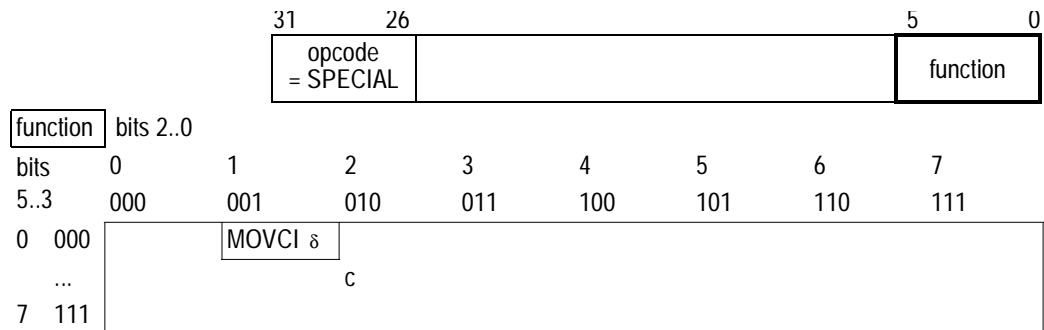 31 26 5 0
opcode
= SPECIAL
function
function bits 2..0
bits 0 1 2 3 4 5 6 7
5..3 000 001 010 011 100 101 110 111
0 000 MOVCI δ
... c
7 111